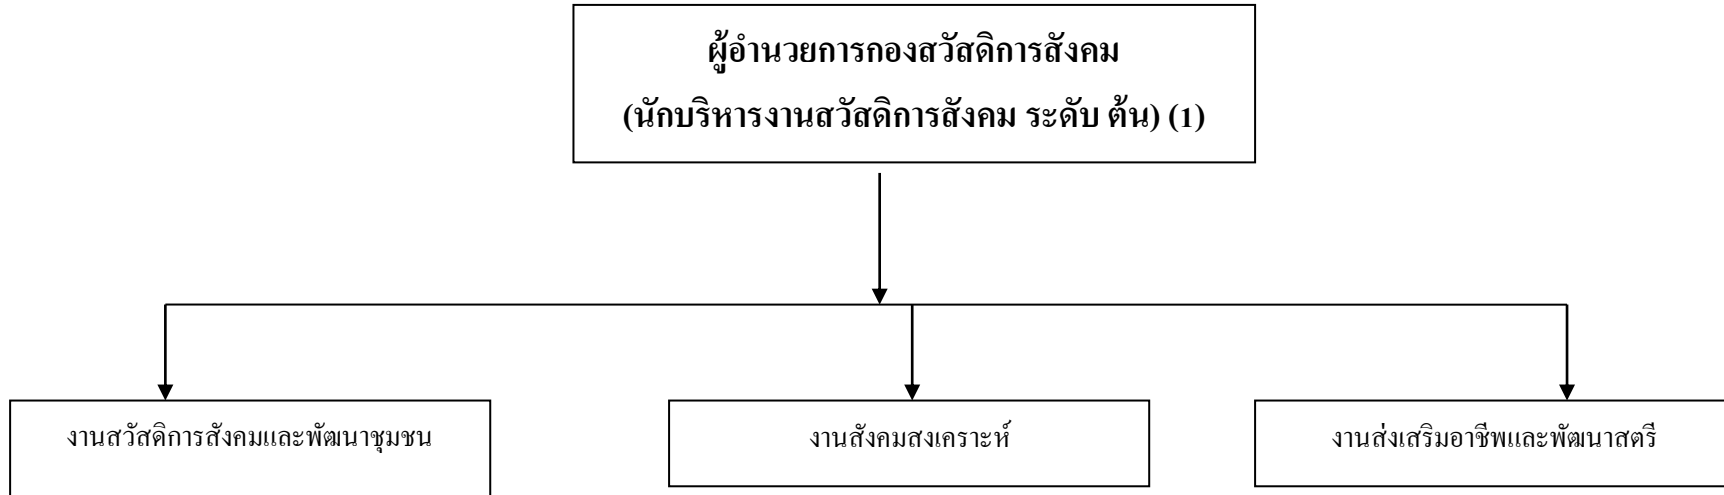 ผู้อำนวยการกองสวัสดิการสังคม
(นักบริหารงานสวัสดิการสังคม ระดับ ต้น) (1)
งานสวัสดิการสังคมและพัฒนาชุมชน
งานสังคมสงเคราะห์
งานส่งเสริมอาชีพและพัฒนาสตรี